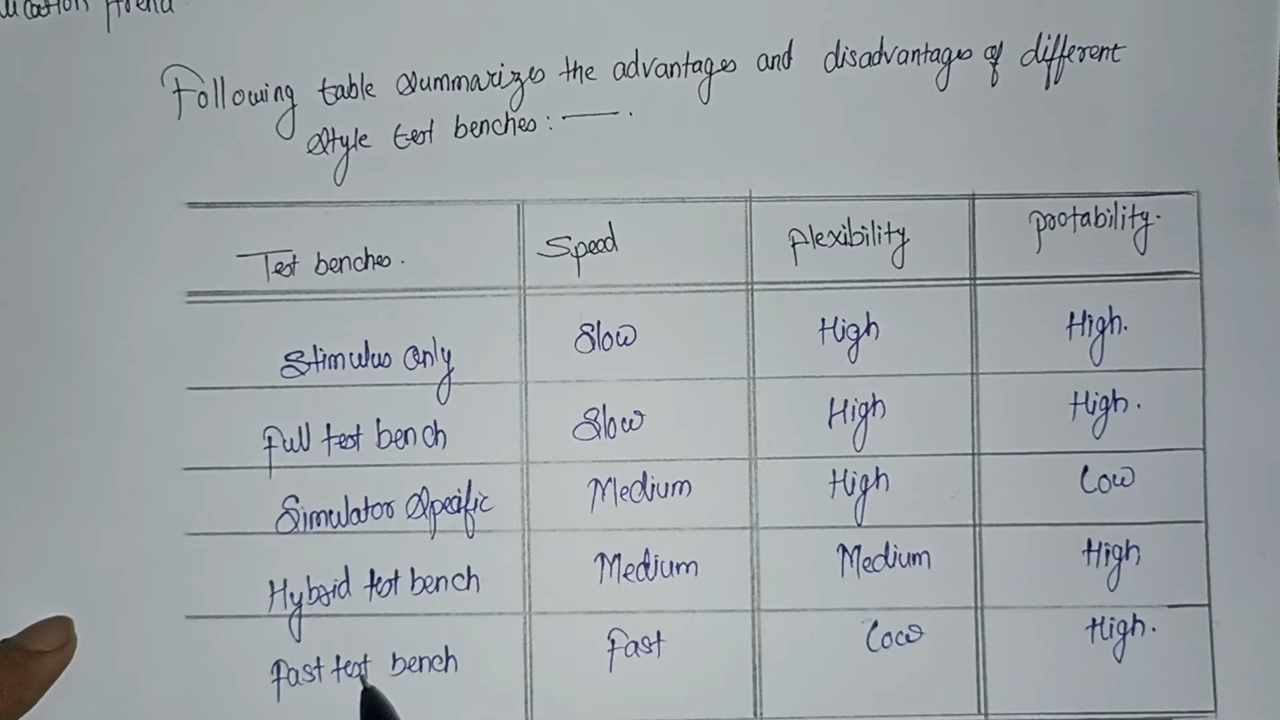 Following table summarizes the advantages and disadvantages of different
style test benches: —.
Test benches. Speed flexibility portability.
Stimulus only Slow High High.
Full test bench Slow High High.
Simulator specific Medium High Low
Hybrid test bench Medium Medium High
Fast test bench Fast Low High.